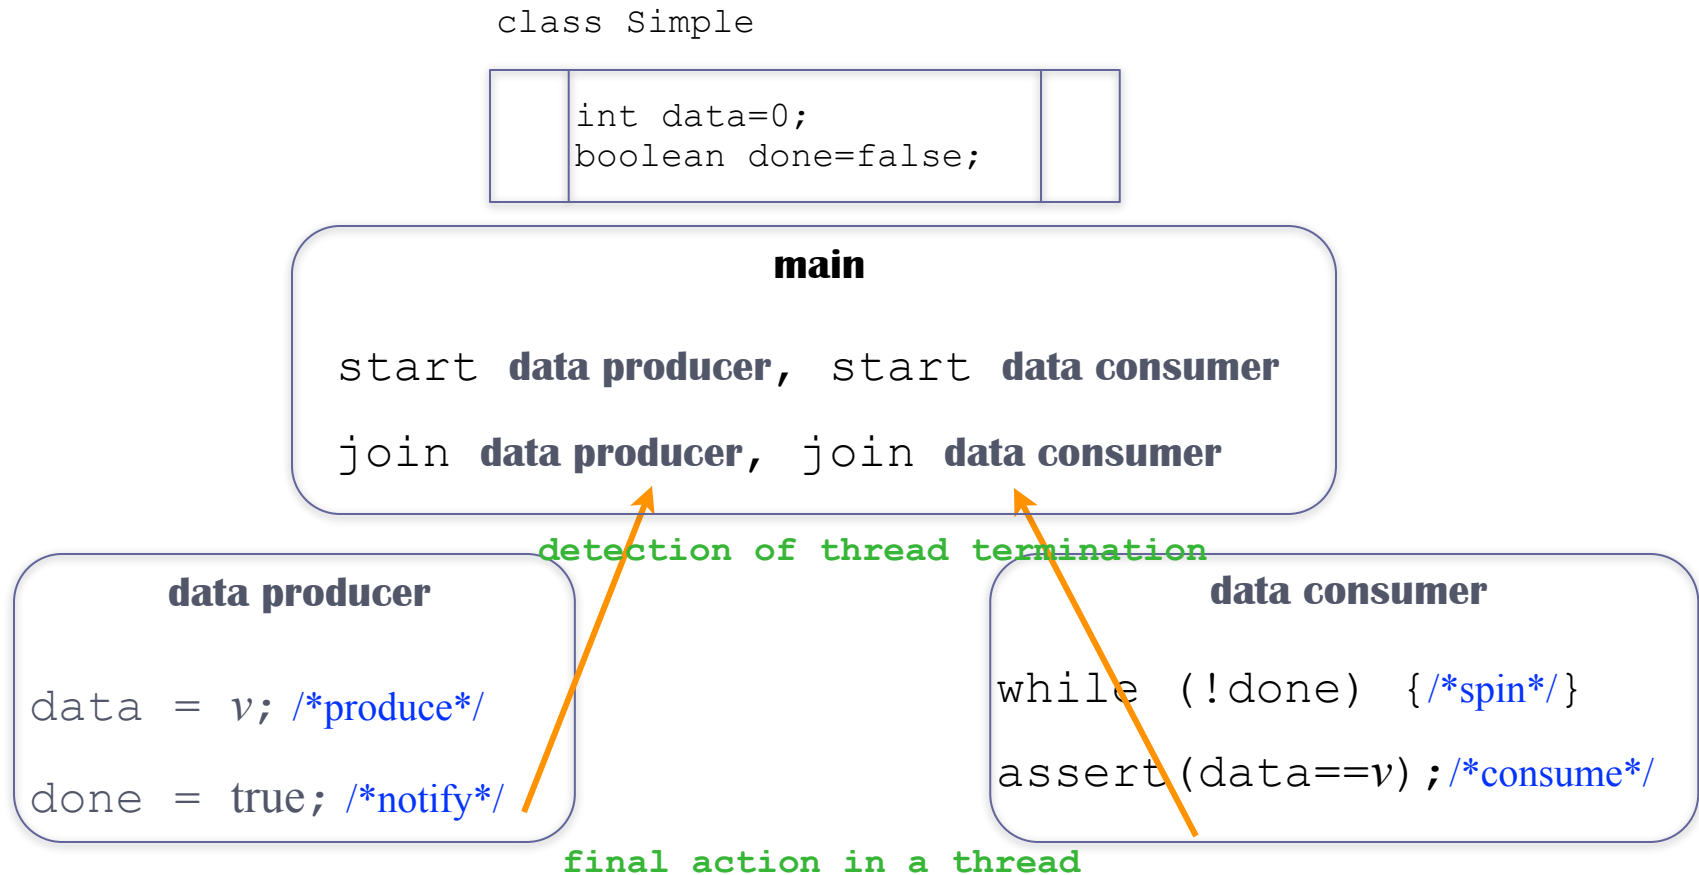 class Simple
int data=0;
boolean done=false;
main
start data producer, start data consumer
join data producer, join data consumer
detection of thread termination
data producer
data = v; /*produce*/
done = true; /*notify*/
data consumer
while (!done) {/*spin*/}
assert(data==v);/*consume*/
final action in a thread